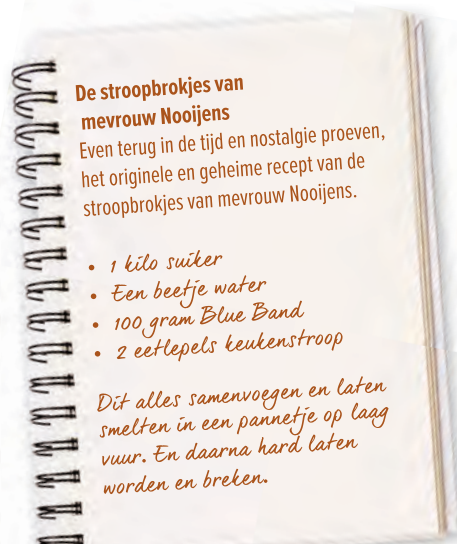 De stroopbrokjes van
mevrouw Nooijens
Even terug in de tijd en nostalgie proeven,
het originele en geheime recept van de
stroopbrokjes van mevrouw Nooijens.
• 1 kilo suiker
• Een beetje water
• 100 gram Blue Band
• 2 eetlepels keukenstroop
Dit alles samenvoegen en laten
smelten in een pannetje op laag
vuur. En daarna hard laten
worden en breken.